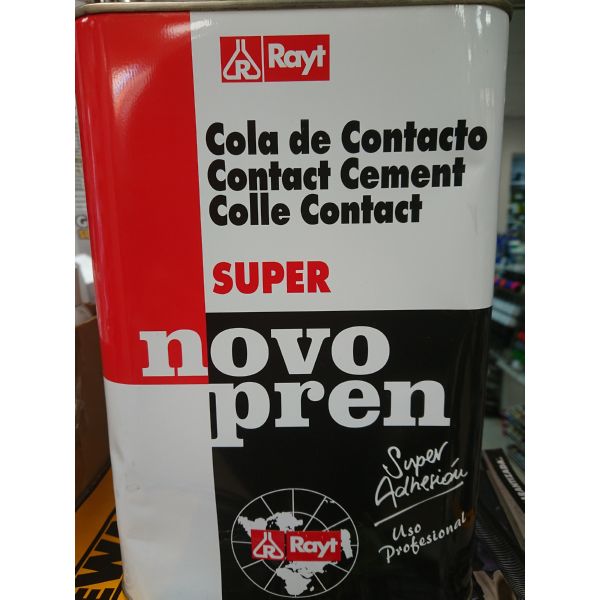 R Rayt
Cola de Contacto
Contact Cement
Colle Contact
SUPER
novo
pren
Super
Adhesión
Uso
Profesional
R Rayt